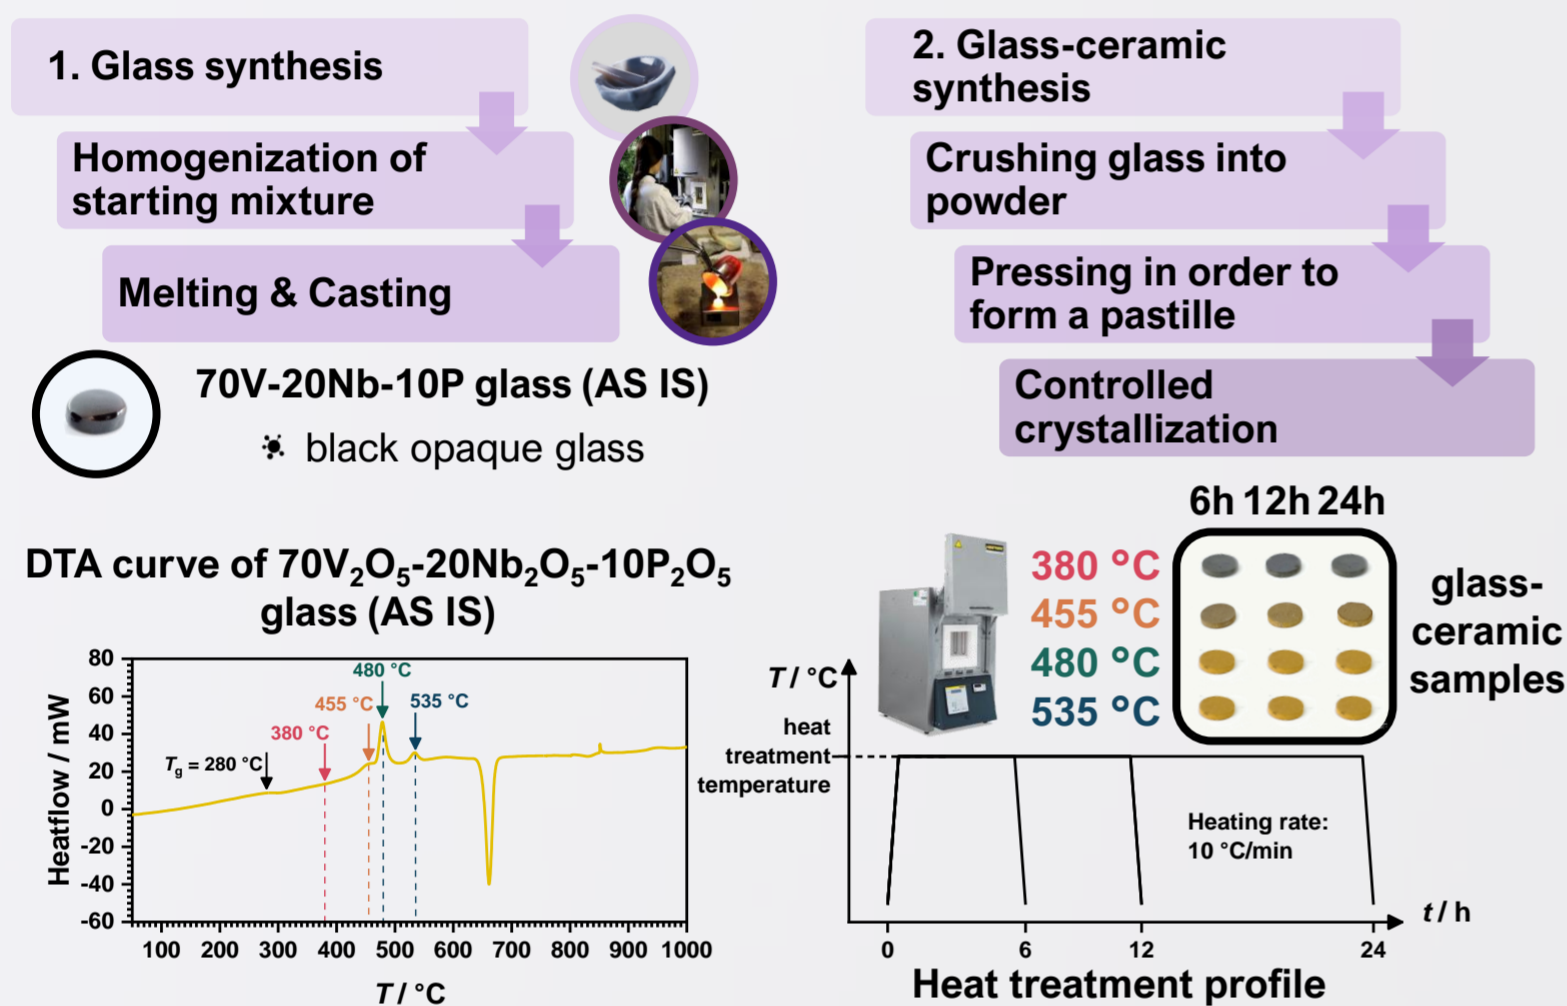 1. Glass synthesis
Homogenization of
starting mixture
Melting & Casting
70V-20Nb-10P glass (AS IS)
black opaque glass
DTA curve of 70V₂O₅-20Nb₂O₅-10P₂O₅
glass (AS IS)
80
60
40
20
0
-20
-40
-60
Heatflow / mW
Tg = 280 °C
380 °C
455 °C
480 °C
535 °C
100 200 300 400 500 600 700 800 900 1000
T / °C
2. Glass-ceramic
synthesis
Crushing glass into
powder
Pressing in order to
form a pastille
Controlled
crystallization
6h 12h 24h
380 °C
455 °C
480 °C
535 °C
glass-
ceramic
samples
T / °C
heat
treatment
temperature
Heating rate:
10 °C/min
t / h
0 6 12 24
Heat treatment profile